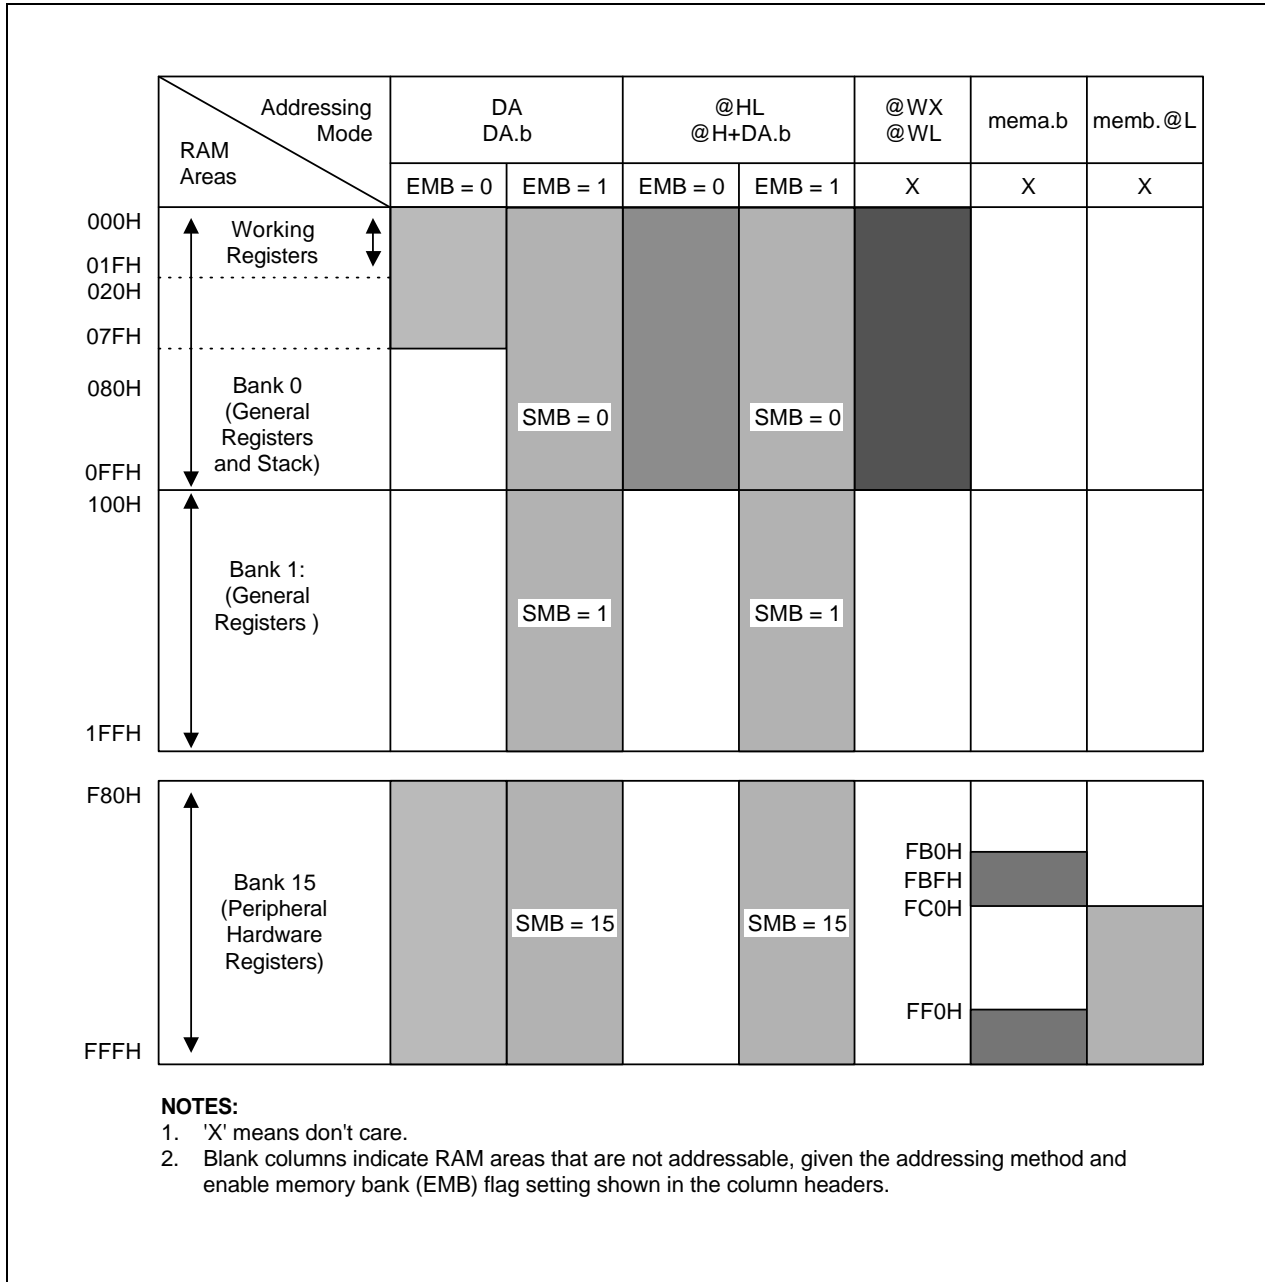 Addressing
Mode
RAM
Areas
DA
DA.b
@HL
@H+DA.b
@WX
@WL
mema.b
memb.@L
EMB = 0
EMB = 1
EMB = 0
EMB = 1
X
X
X
000H
01FH
020H
07FH
080H
0FFH
Working
Registers
Bank 0
(General
Registers
and Stack)
SMB = 0
SMB = 0
100H
1FFH
Bank 1:
(General
Registers )
SMB = 1
SMB = 1
F80H
FFFH
Bank 15
(Peripheral
Hardware
Registers)
SMB = 15
SMB = 15
FB0H
FBFH
FC0H
FF0H
NOTES:
1. 'X' means don't care.
2. Blank columns indicate RAM areas that are not addressable, given the addressing method and
enable memory bank (EMB) flag setting shown in the column headers.